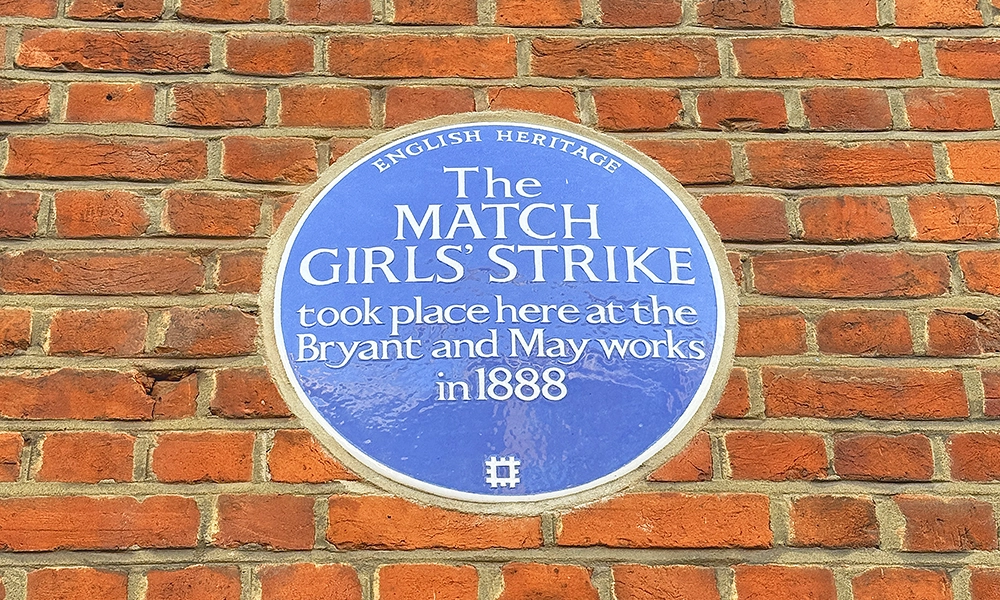 ENGLISH HERITAGE
The
MATCH
GIRLS’ STRIKE
took place here at the
Bryant and May works
in 1888